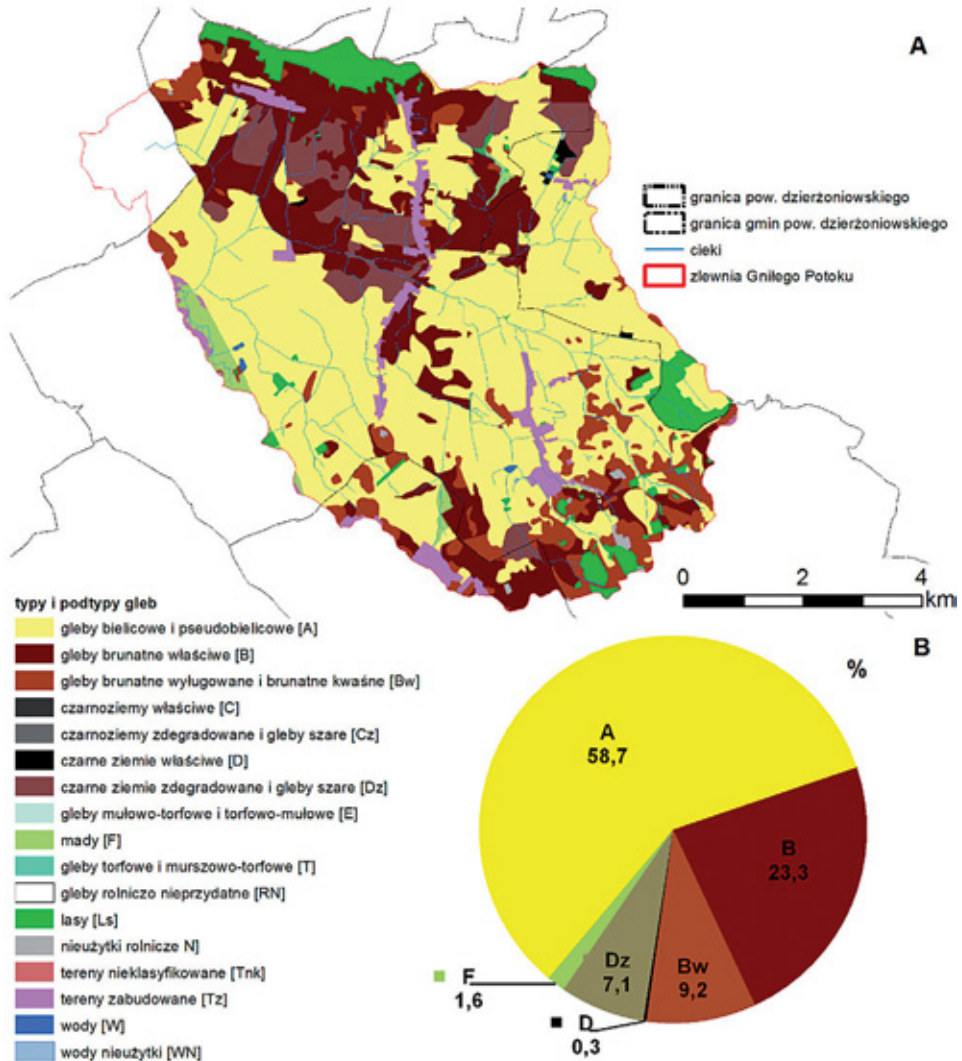 A
granica pow. dzierżoniowskiego
granica gmin pow. dzierżoniowskiego
cieki
zlewnia Gniłego Potoku
0 2 4
km
typy i podtypy gleb
gleby bielicowe i pseudobielicowe [A]
gleby brunatne właściwe [B]
gleby brunatne wyługowane i brunatne kwaśne [Bw]
czarnoziemy właściwe [C]
czarnoziemy zdegradowane i gleby szare [Cz]
czarne ziemie właściwe [D]
czarne ziemie zdegradowane i gleby szare [Dz]
gleby mułowo-torfowe i torfowo-mułowe [E]
mady [F]
gleby torfowe i murszowo-torfowe [T]
gleby rolniczo nieprzydatne [RN]
lasy [Ls]
nieużytki rolnicze N]
tereny nieklasyfikowane [Tnk]
tereny zabudowane [Tz]
wody [W]
wody nieużytki [WN]
B
%
A
58,7
B
23,3
Bw
9,2
D
0,3
Dz
7,1
F
1,6